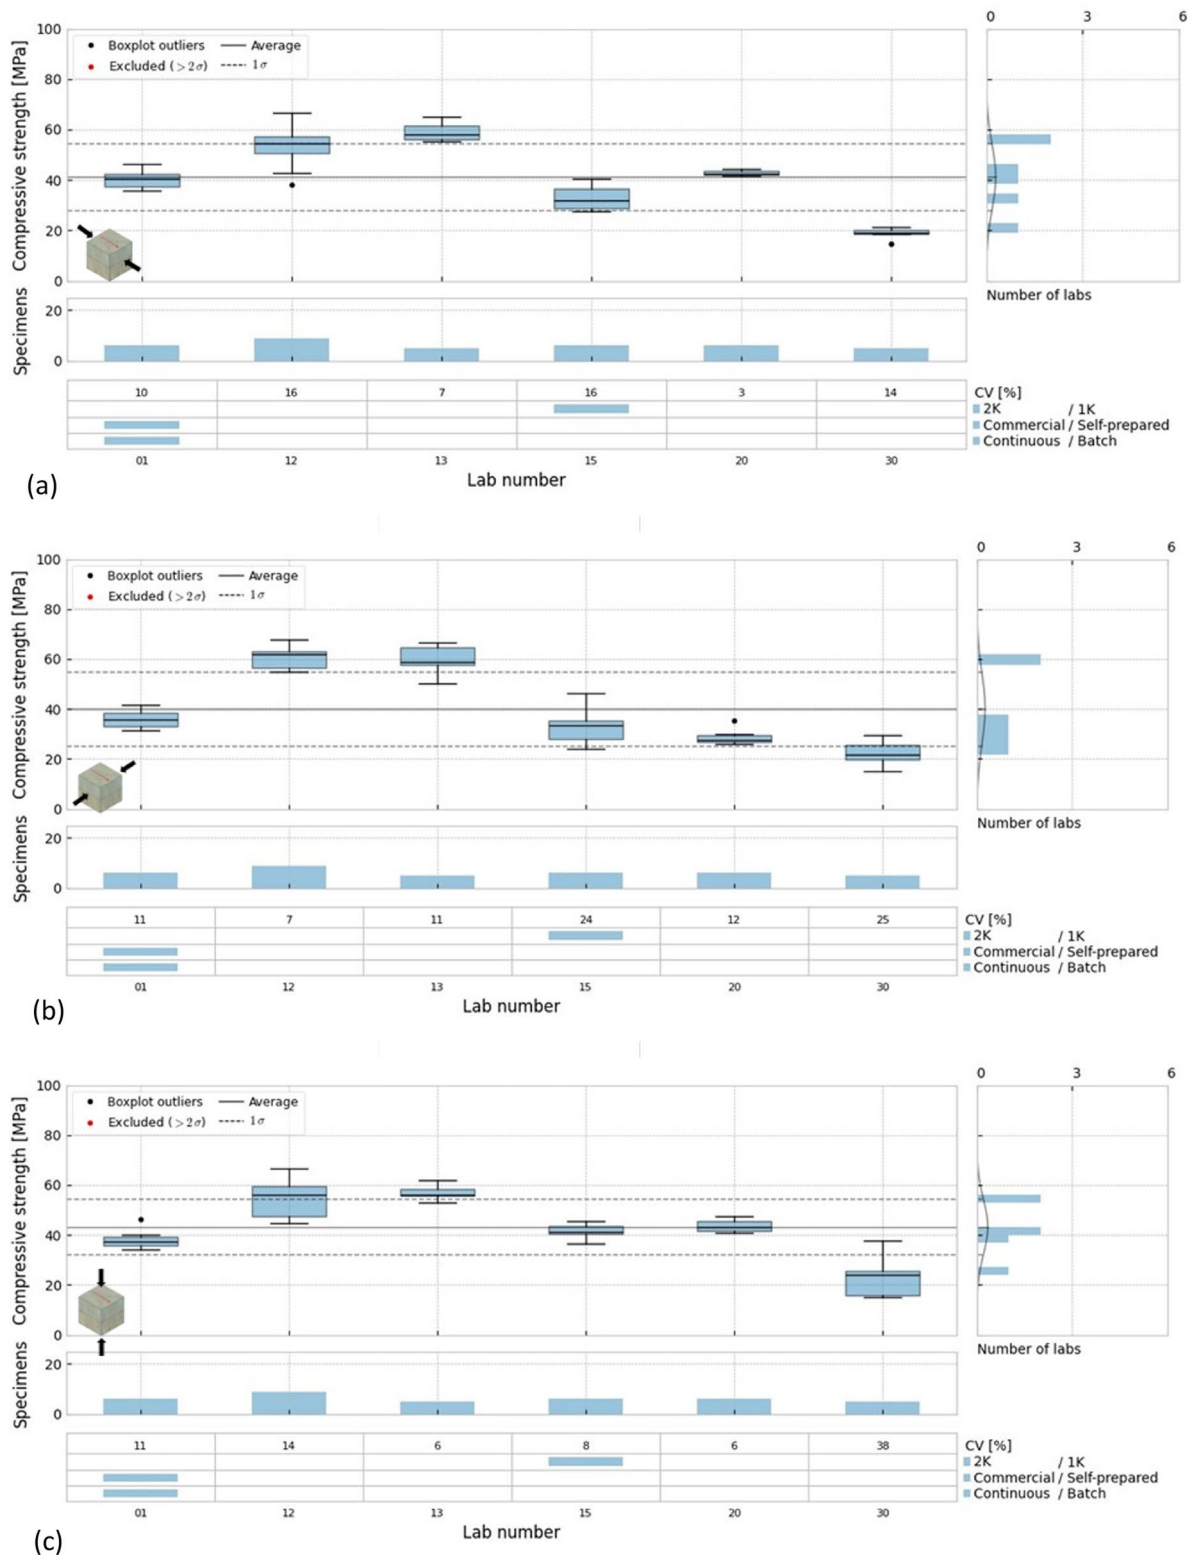 0 3 6
100
80
60
40
20
0
Compressive strength [MPa]
Boxplot outliers
Excluded (>2σ)
Average
1σ
Number of labs
20
0
Specimens
10 16 7 16 3 14 CV [%]
2K / 1K
Commercial / Self-prepared
Continuous / Batch
01 12 13 15 20 30
Lab number
(a)
0 3 6
100
80
60
40
20
0
Compressive strength [MPa]
Boxplot outliers
Excluded (>2σ)
Average
1σ
Number of labs
20
0
Specimens
11 7 11 24 12 25 CV [%]
2K / 1K
Commercial / Self-prepared
Continuous / Batch
01 12 13 15 20 30
Lab number
(b)
0 3 6
100
80
60
40
20
0
Compressive strength [MPa]
Boxplot outliers
Excluded (>2σ)
Average
1σ
Number of labs
20
0
Specimens
11 14 6 8 6 38 CV [%]
2K / 1K
Commercial / Self-prepared
Continuous / Batch
01 12 13 15 20 30
Lab number
(c)